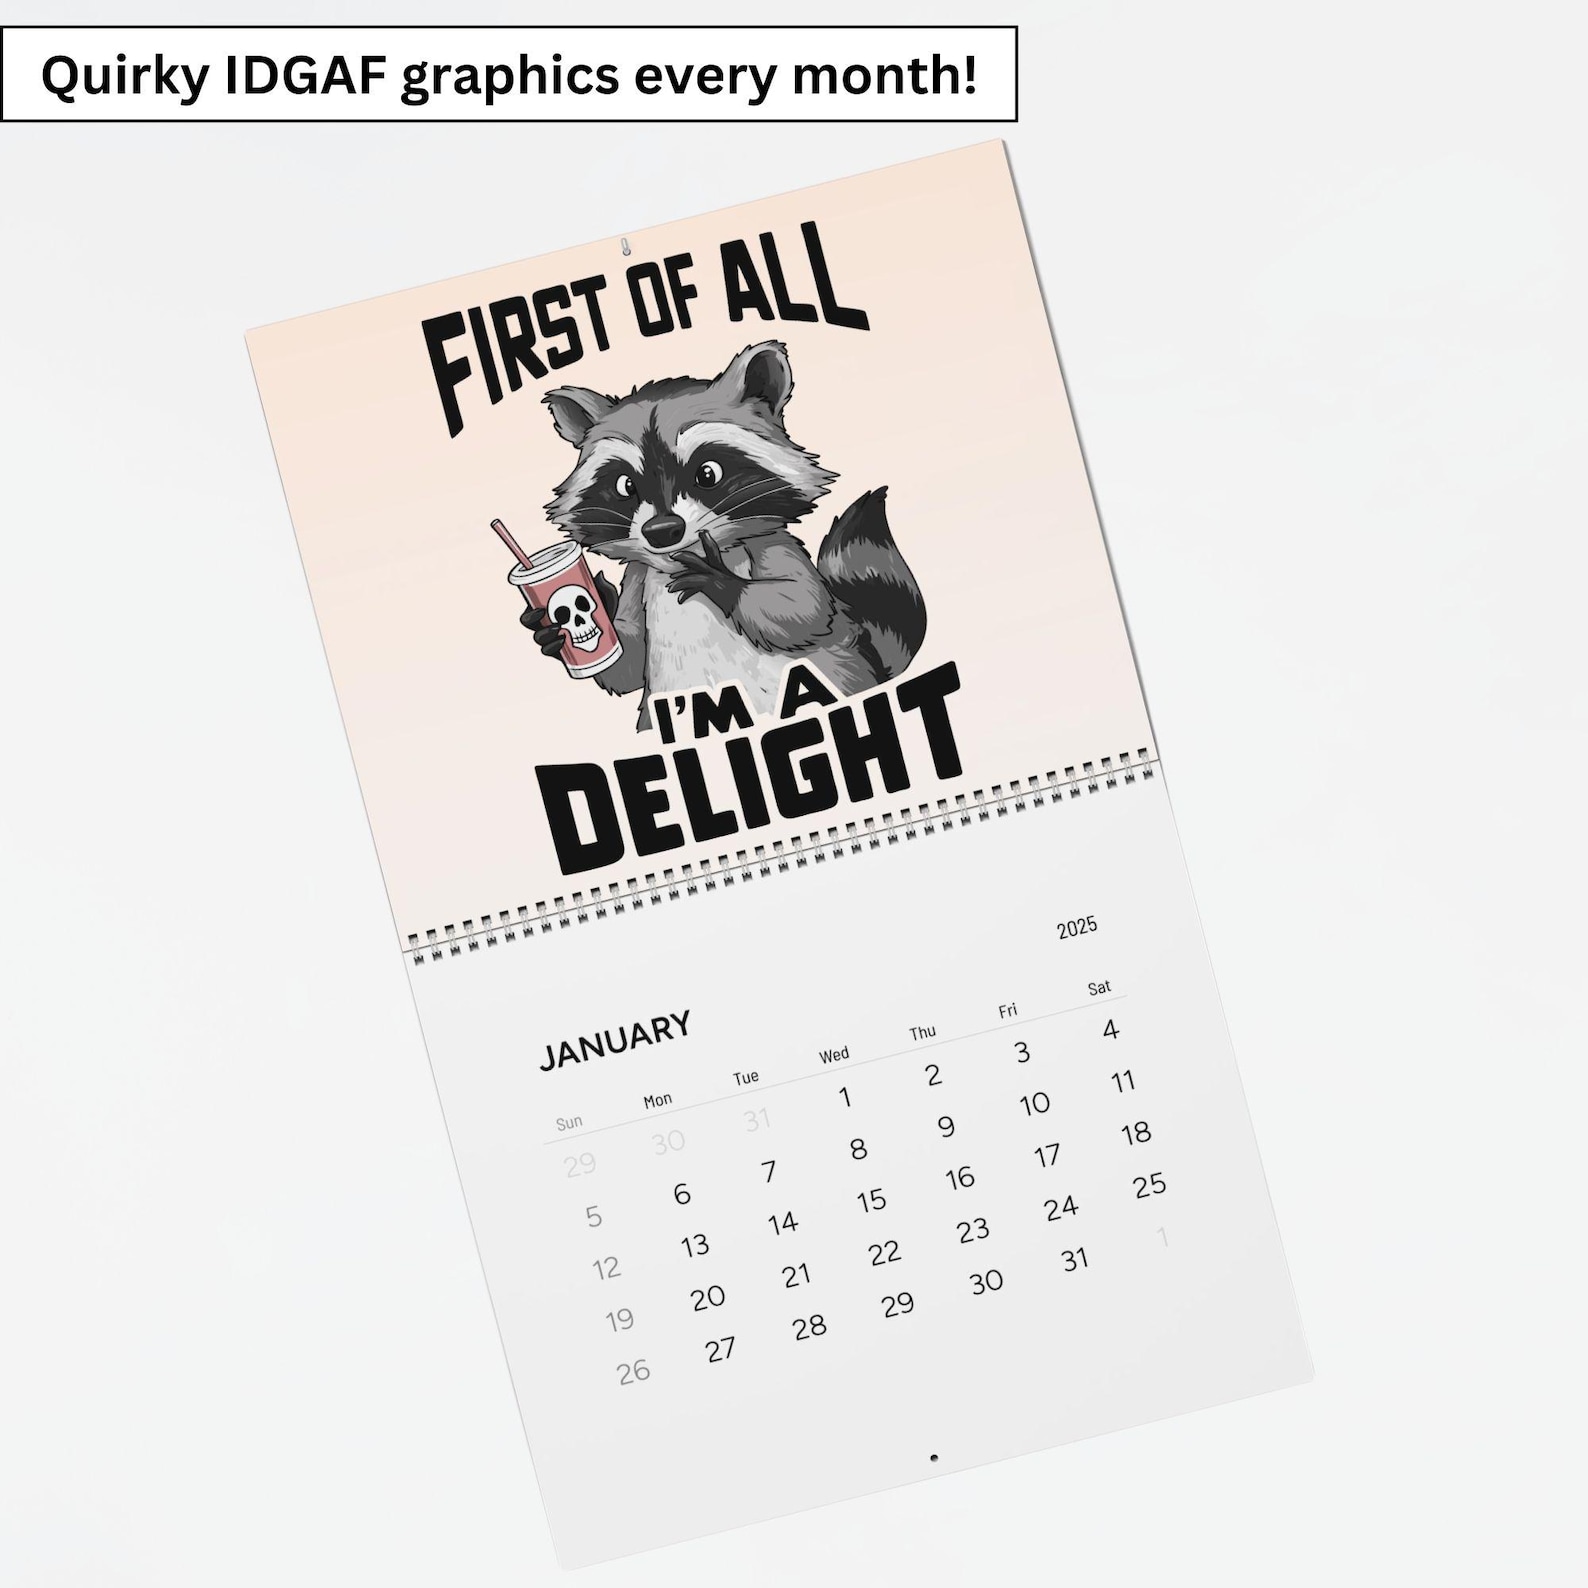 Quirky IDGAF graphics every month!
FIRST OF ALL
I'M A
DELIGHT
2025
JANUARY
Sun Mon Tue Wed Thu Fri Sat
29 30 31 1 2 3 4
5 6 7 8 9 10 11
12 13 14 15 16 17 18
19 20 21 22 23 24 25
26 27 28 29 30 31 1